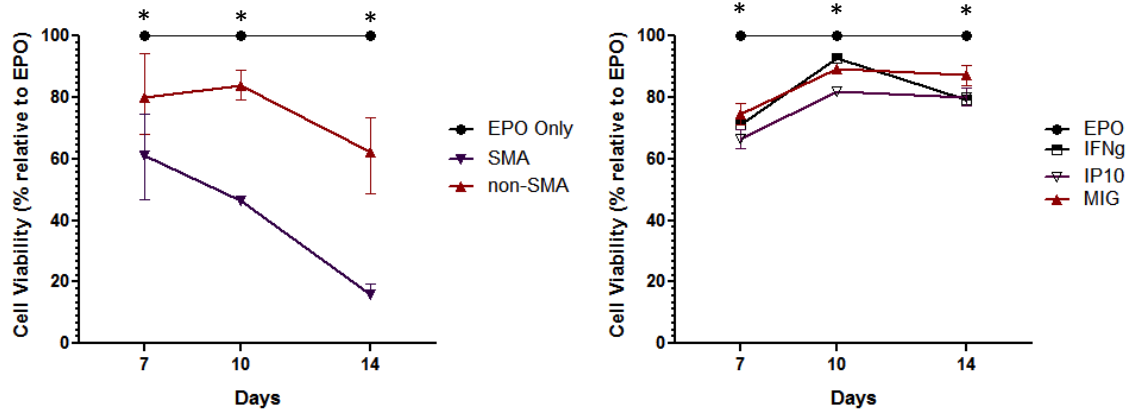 * * *
Cell Viability (% relative to EPO)
100
80
60
40
20
0
7 10 14
Days
EPO Only
SMA
non-SMA
* * *
Cell Viability (% relative to EPO)
100
80
60
40
20
0
7 10 14
Days
EPO
IFNg
IP10
MIG